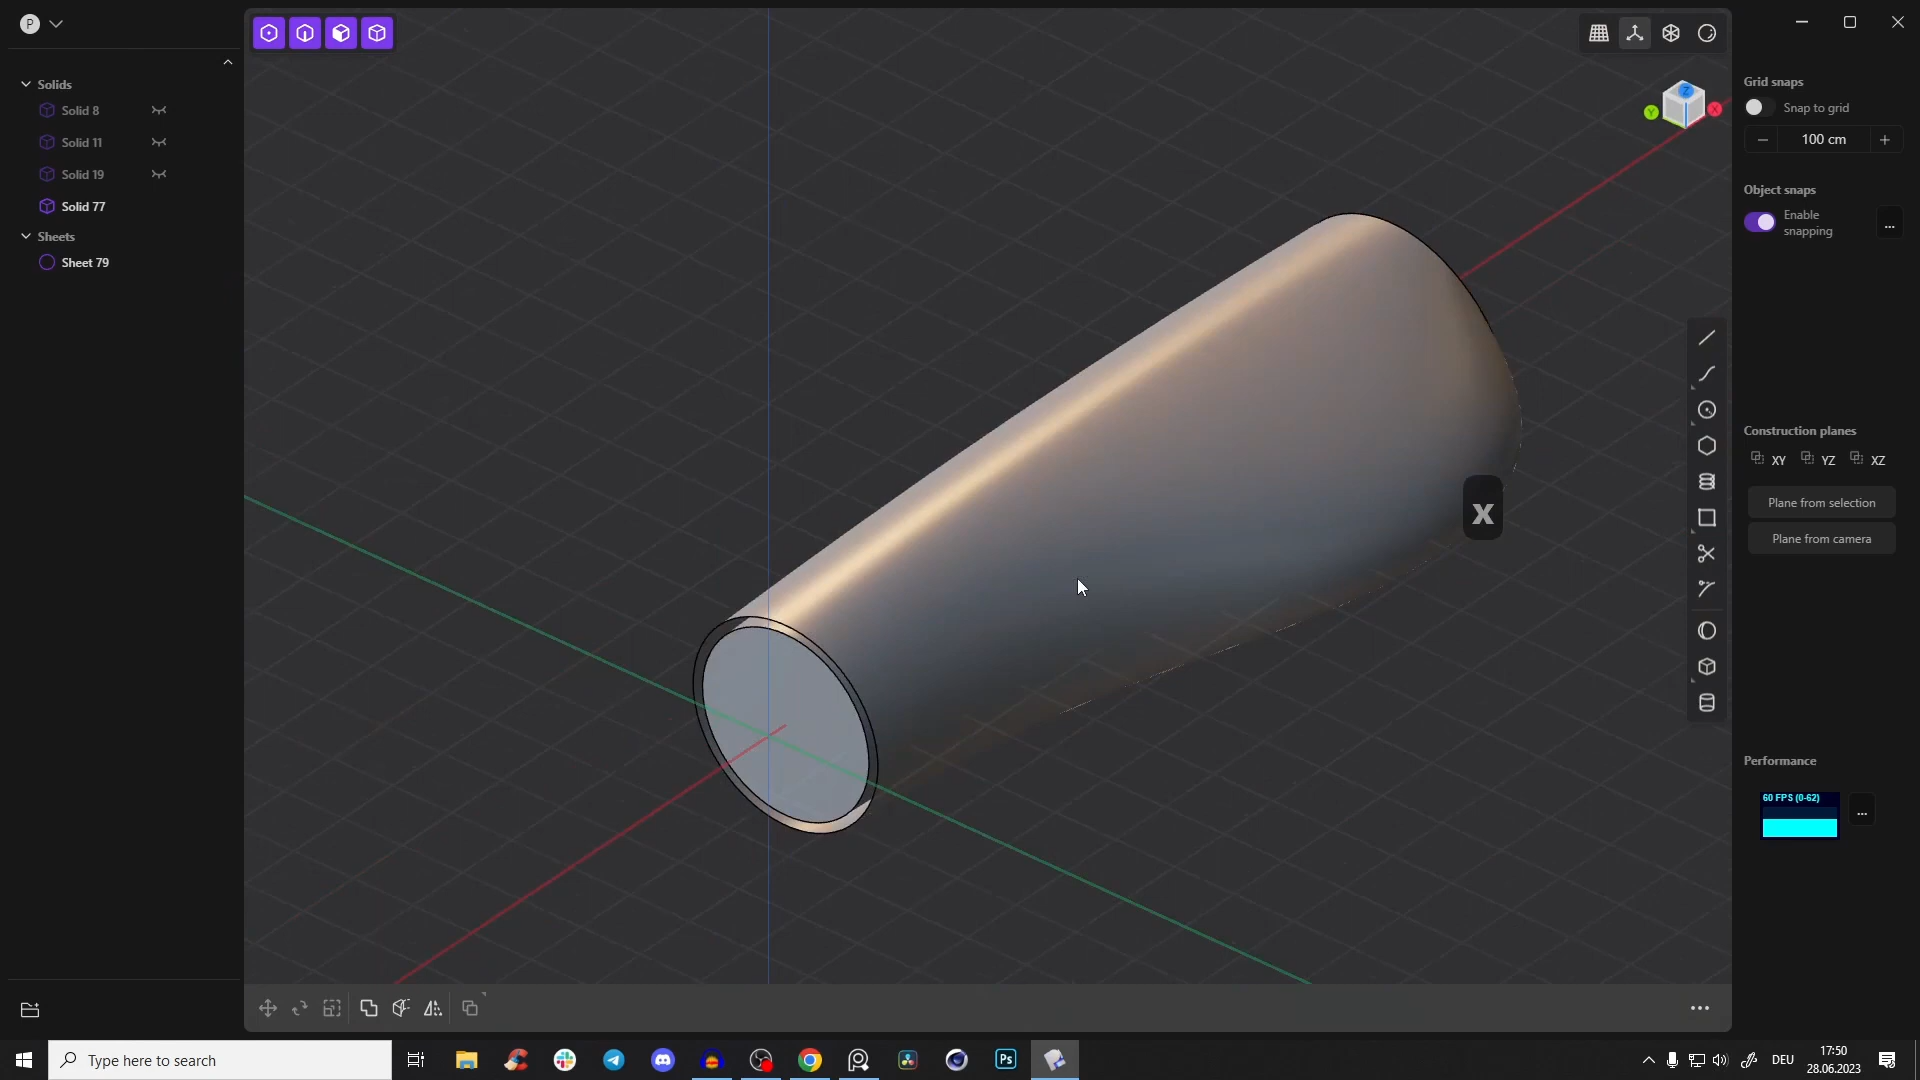 P
Solids
Solid 8
Solid 11
Solid 19
Solid 77
Sheets
Sheet 79
Z
Y
X
X
Grid snaps
Snap to grid
100 cm
Object snaps
Enable
snapping
...
Construction planes
XY YZ XZ
Plane from selection
Plane from camera
Performance
60 FPS (0-62)
...
Type here to search
Ps
DEU
17:50
28.06.2023